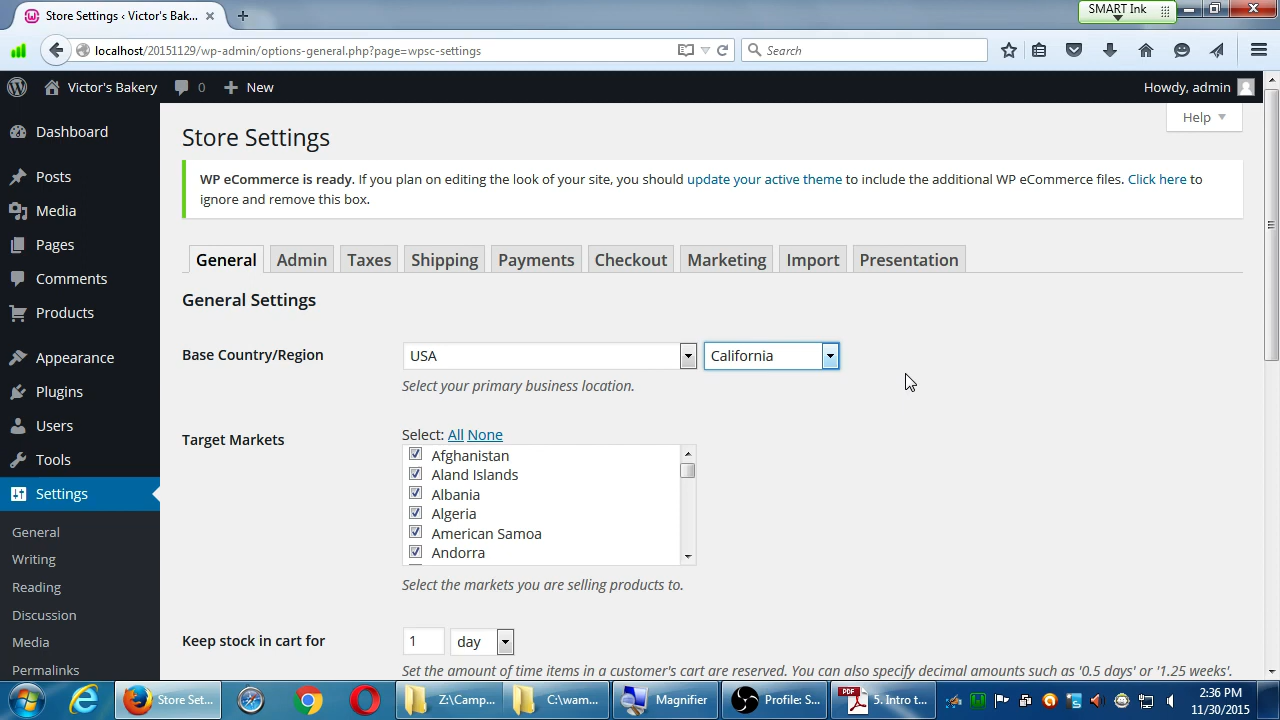 Store Settings ‹ Victor's Bak...
SMART Ink
localhost/20151129/wp-admin/options-general.php?page=wpsc-settings
Search
Victor's Bakery
0
New
Howdy, admin
Help
Dashboard
Posts
Media
Pages
Comments
Products
Appearance
Plugins
Users
Tools
Settings
General
Writing
Reading
Discussion
Media
Permalinks
Store Settings
WP eCommerce is ready. If you plan on editing the look of your site, you should update your active theme to include the additional WP eCommerce files. Click here to
ignore and remove this box.
General Admin Taxes Shipping Payments Checkout Marketing Import Presentation
General Settings
Base Country/Region
USA
California
Select your primary business location.
Target Markets
Select: All None
Afghanistan
Aland Islands
Albania
Algeria
American Samoa
Andorra
Select the markets you are selling products to.
Keep stock in cart for
1
day
Set the amount of time items in a customer's cart are reserved. You can also specify decimal amounts such as '0.5 days' or '1.25 weeks'.
Store Set...
Z:\Camp...
C:\wam...
Magnifier
Profile: S...
PDF
5. Intro t...
2:36 PM
11/30/2015